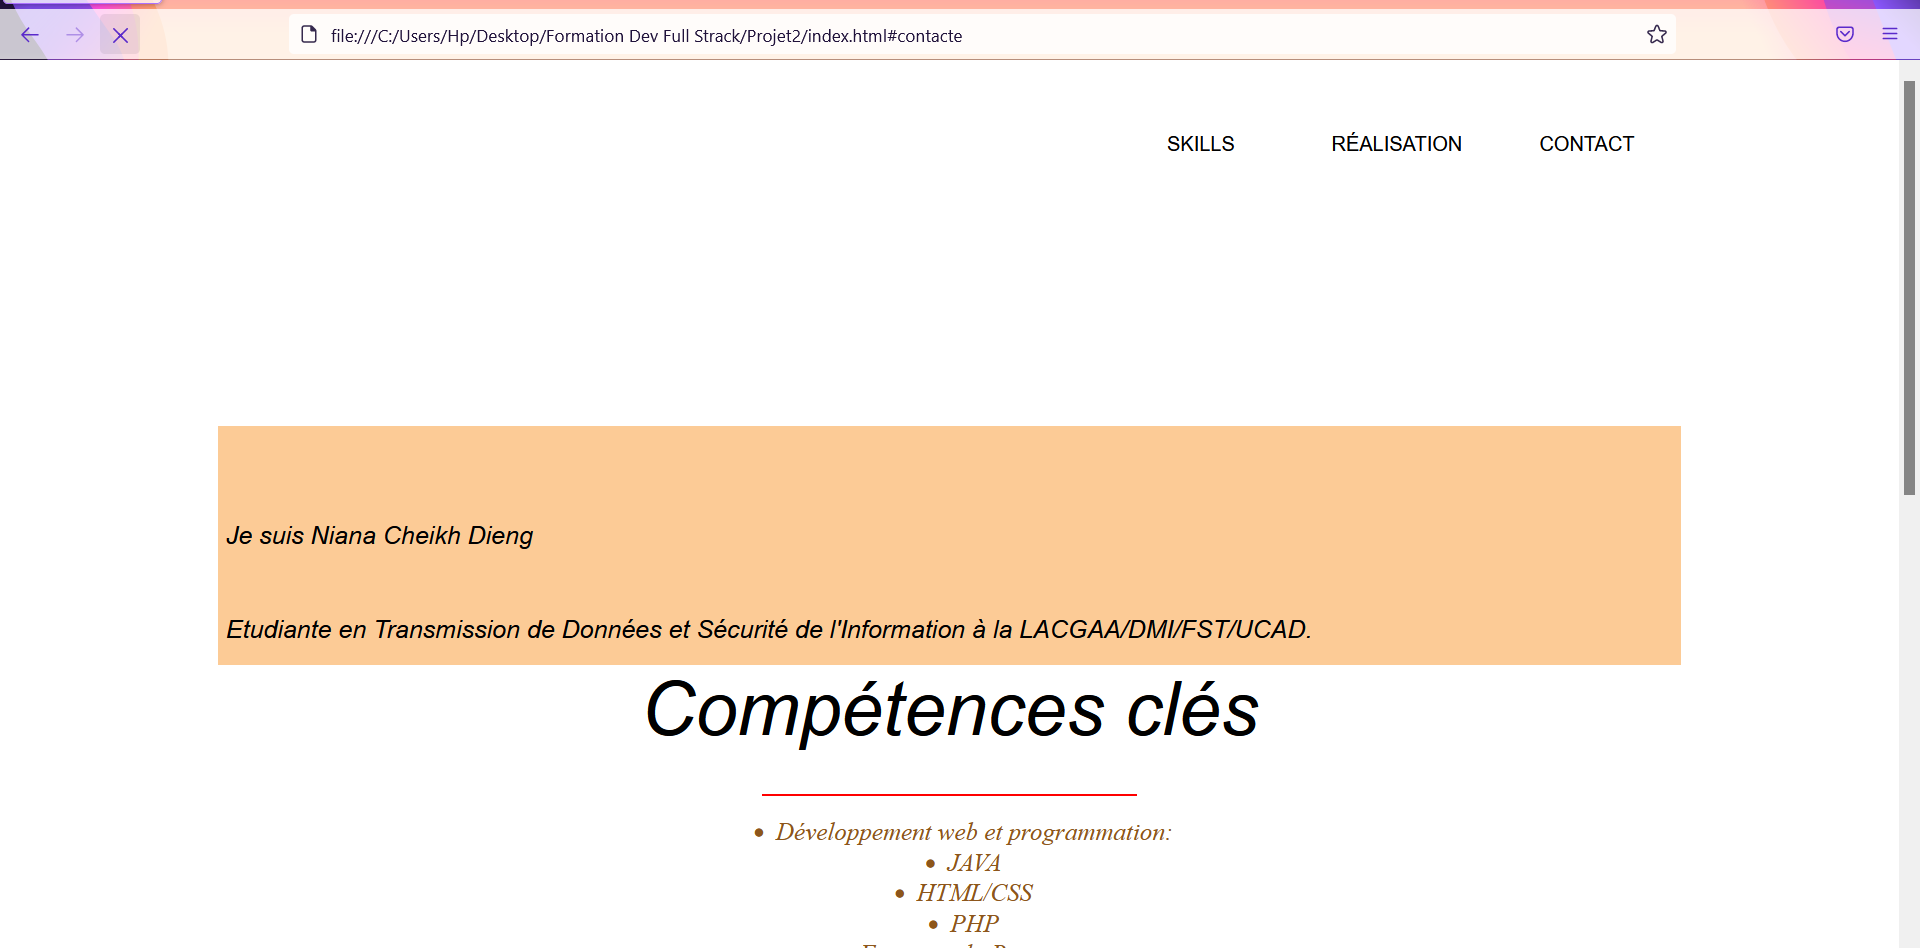 file:///C:/Users/Hp/Desktop/Formation Dev Full Strack/Projet2/index.html#contacte
SKILLS RÉALISATION CONTACT
Je suis Niana Cheikh Dieng
Etudiante en Transmission de Données et Sécurité de l'Information à la LACGAA/DMI/FST/UCAD.
Compétences clés
• Développement web et programmation:
• JAVA
• HTML/CSS
• PHP